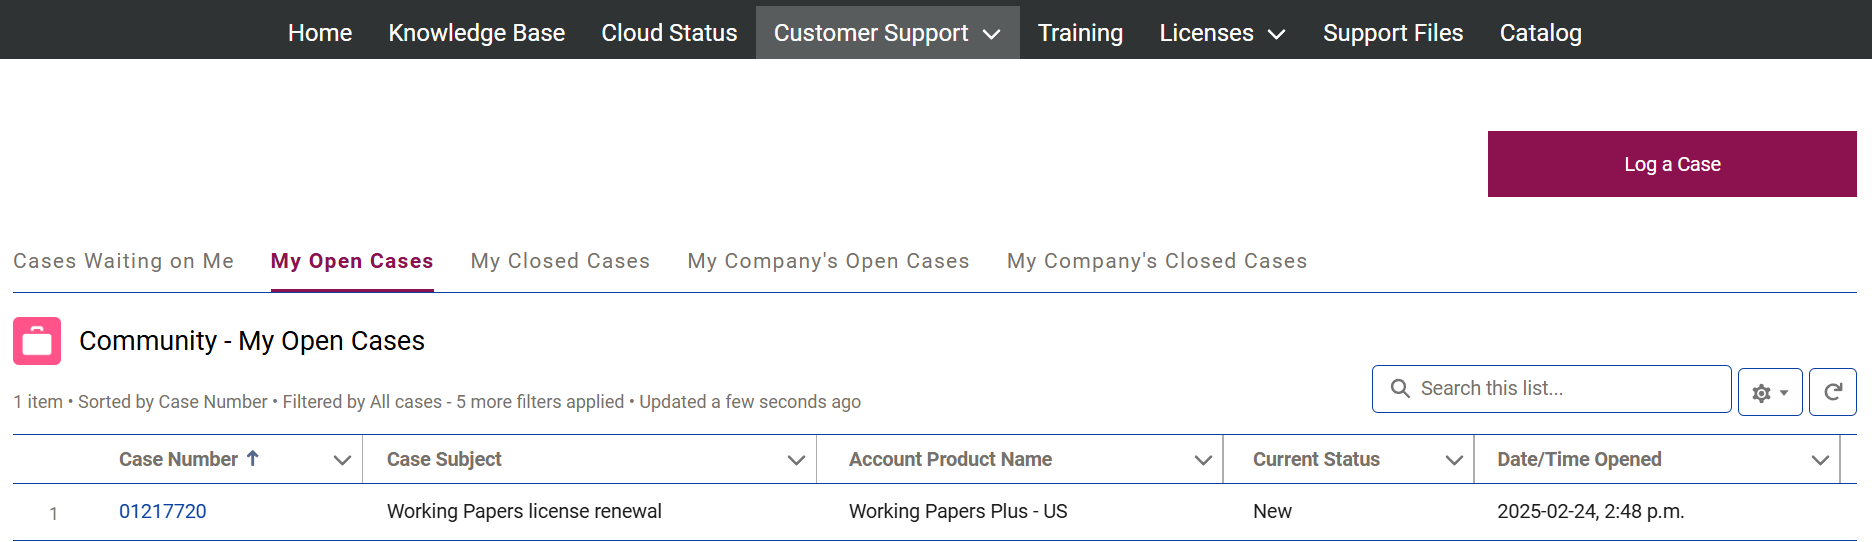 Home Knowledge Base Cloud Status Customer Support Training Licenses Support Files Catalog
Log a Case
Cases Waiting on Me My Open Cases My Closed Cases My Company's Open Cases My Company's Closed Cases
Community - My Open Cases
1 item • Sorted by Case Number • Filtered by All cases - 5 more filters applied • Updated a few seconds ago
Search this list...
Case Number Case Subject Account Product Name Current Status Date/Time Opened
1 01217720 Working Papers license renewal Working Papers Plus - US New 2025-02-24, 2:48 p.m.